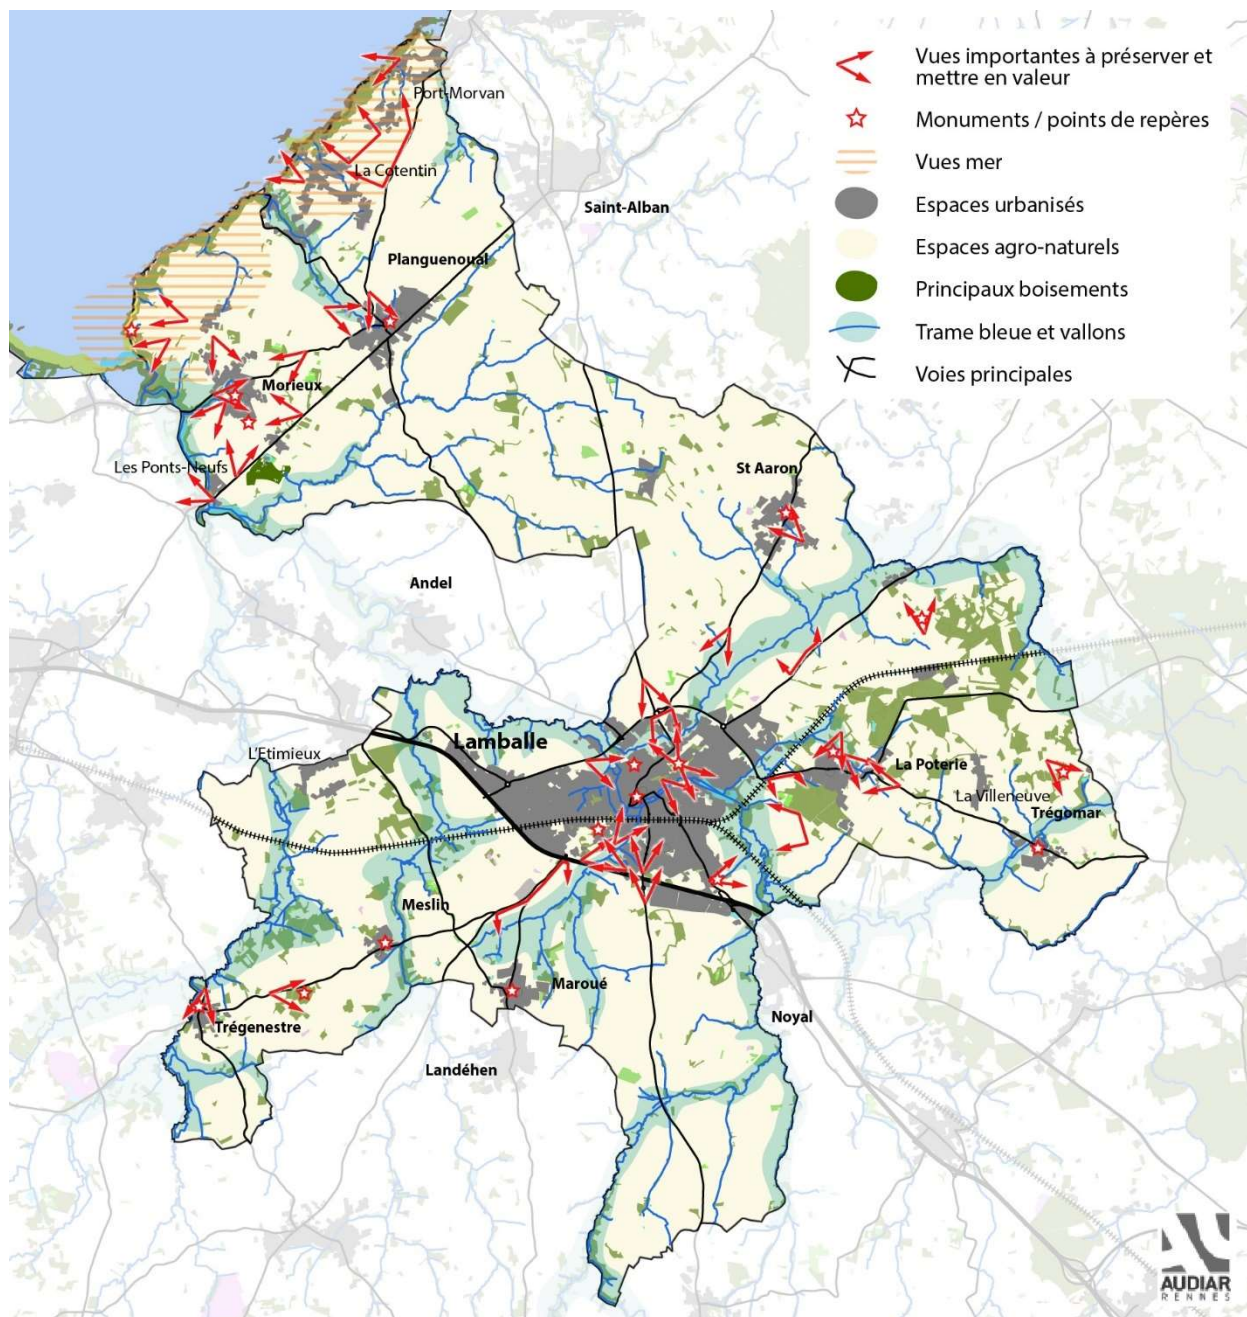 Vues importantes à préserver et
mettre en valeur
Monuments / points de repères
Vues mer
Espaces urbanisés
Espaces agro-naturels
Principaux boisements
Trame bleue et vallons
Voies principales
Port-Morvan
La Cotentin
Saint-Alban
Planguenoual
Morieux
Les Ponts-Neufs
St Aaron
Andel
Lamballe
L'Etimieux
La Poterie
La Villeneuve
Trégomar
Meslin
Maroué
Noyal
Trégenestre
Landéhen
AUDIAR
RENNES